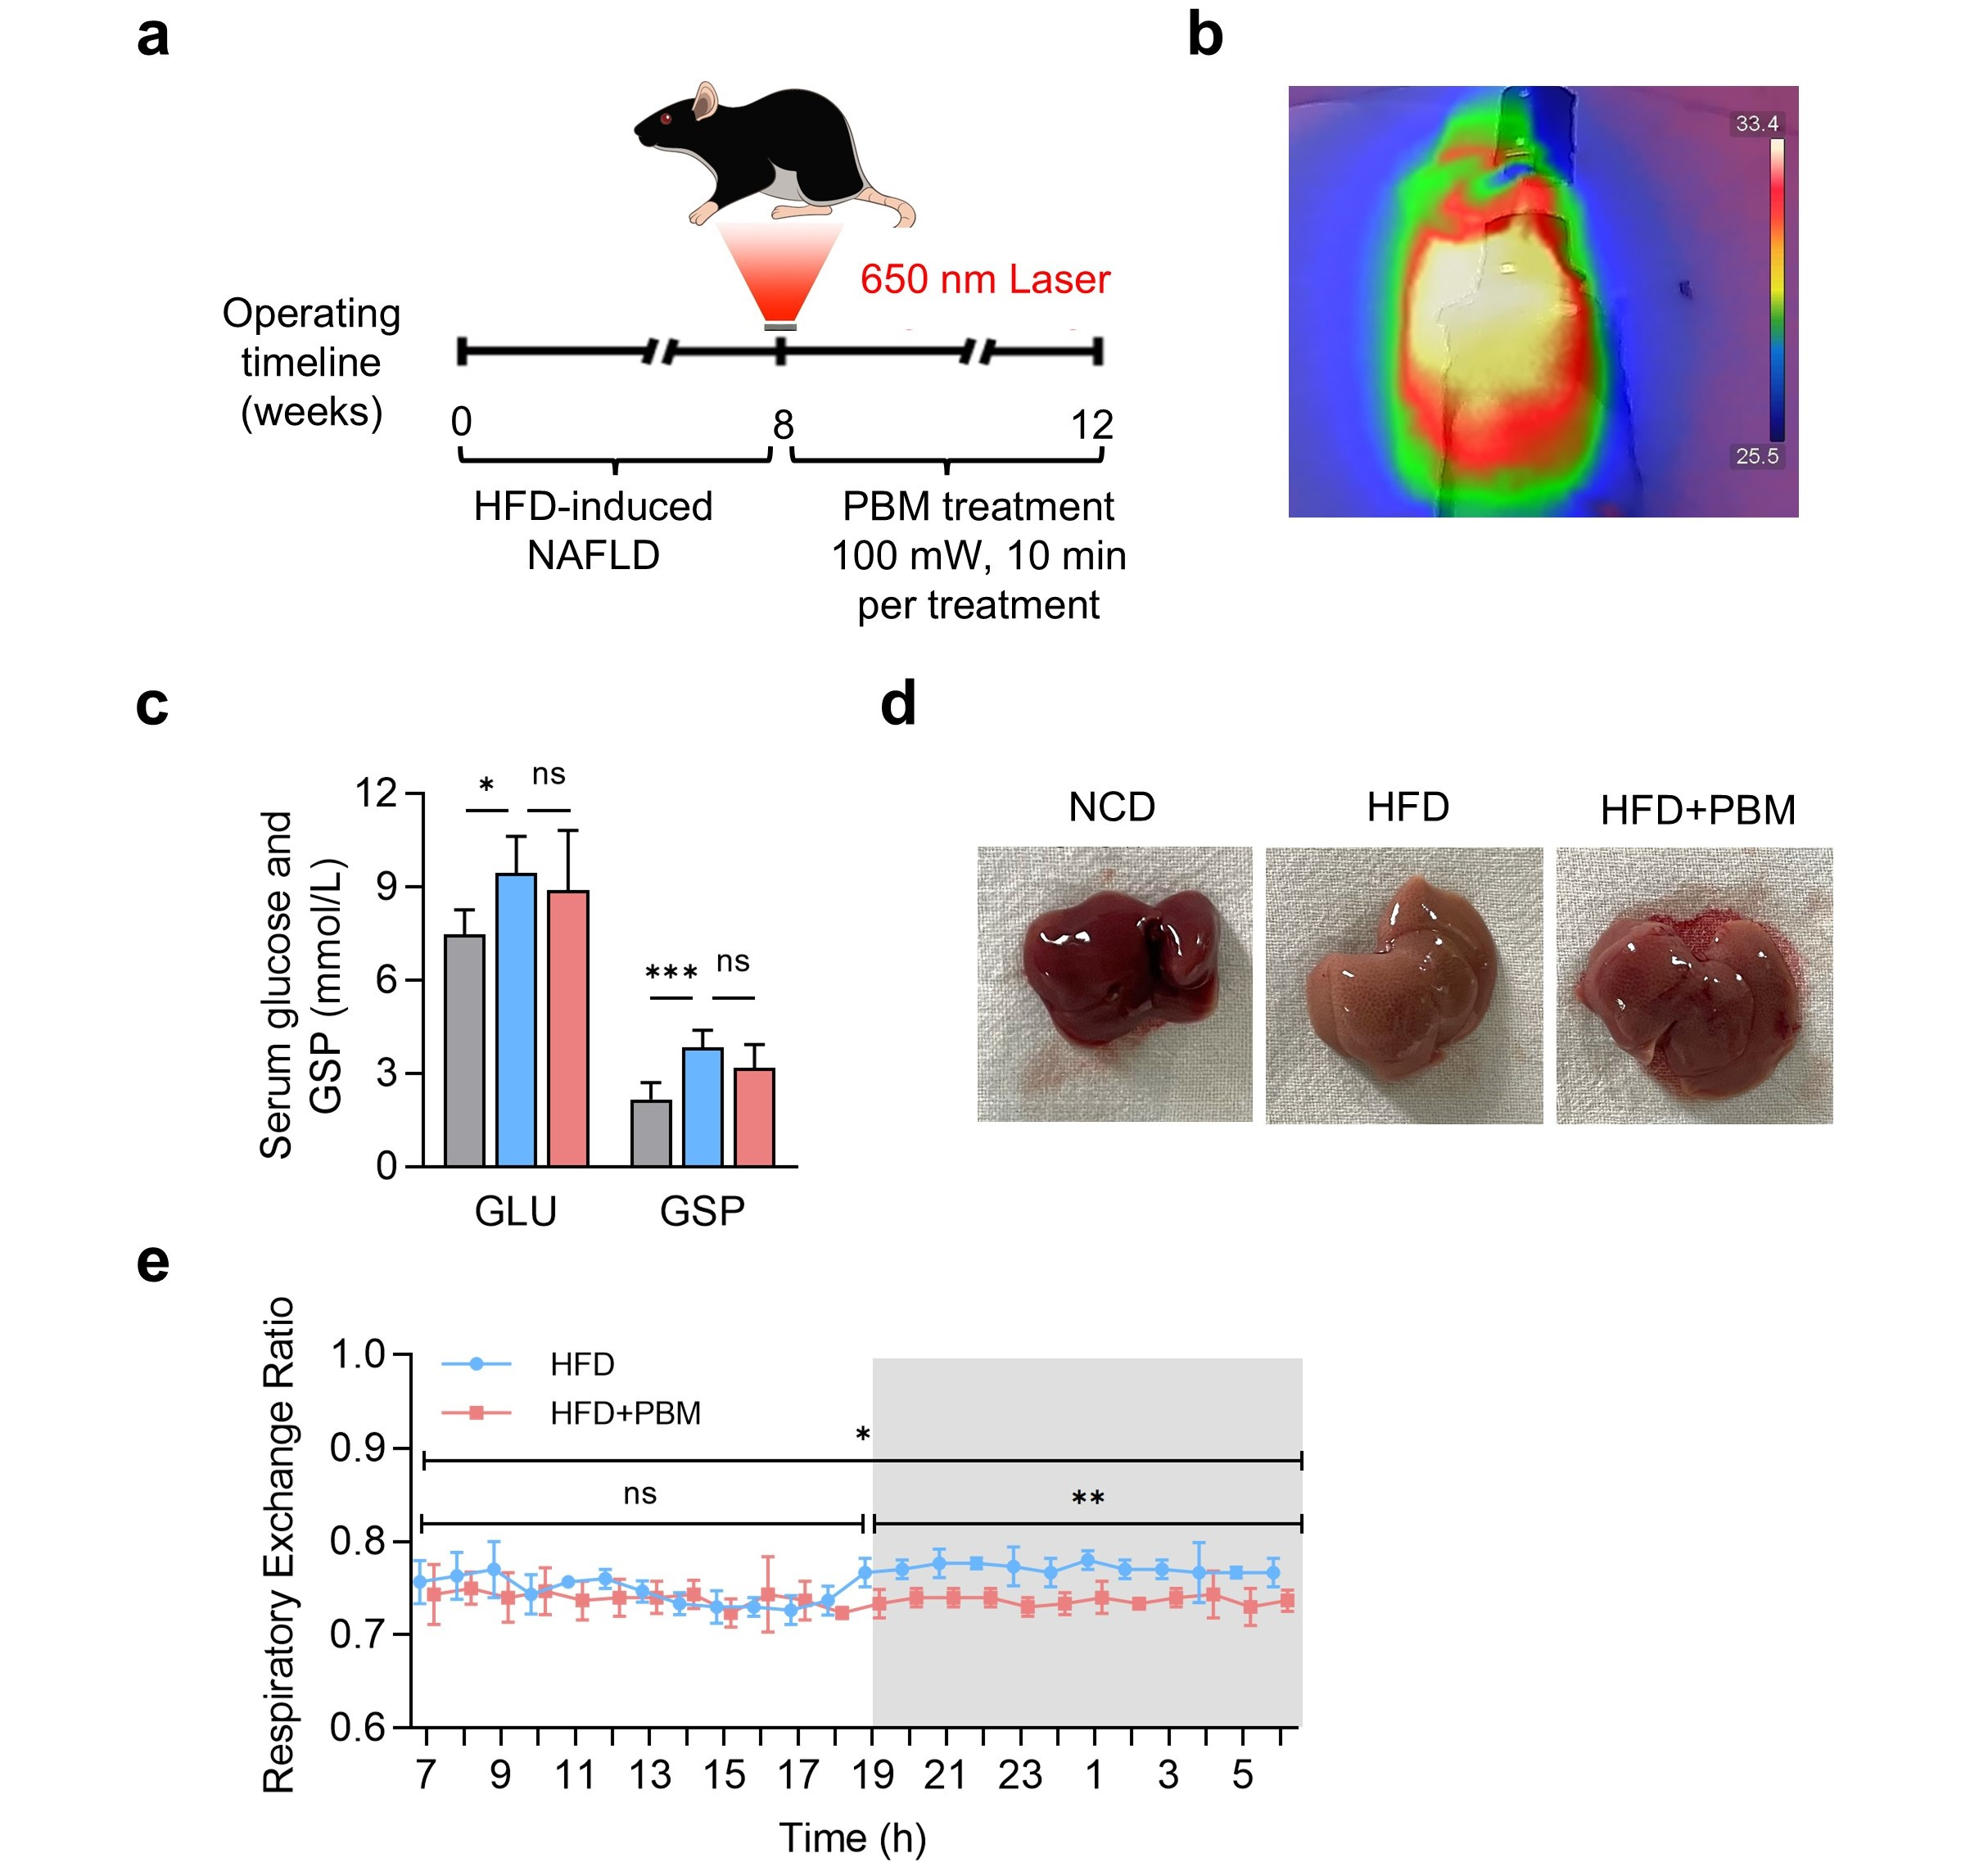 a
650 nm Laser
Operating
timeline
(weeks)
0
8
12
HFD-induced
NAFLD
PBM treatment
100 mW, 10 min
per treatment
b
33.4
25.5
c
Serum glucose and
GSP (mmol/L)
12
9
6
3
0
*
ns
***
ns
GLU
GSP
d
NCD
HFD
HFD+PBM
e
Respiratory Exchange Ratio
1.0
0.9
0.8
0.7
0.6
HFD
HFD+PBM
*
ns
**
7 9 11 13 15 17 19 21 23 1 3 5
Time (h)